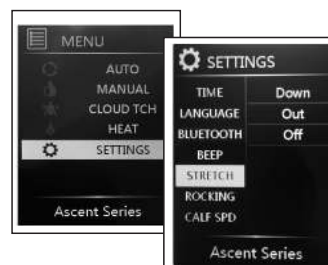 MENU
AUTO
MANUAL
CLOUD TCH
HEAT
SETTINGS
Ascent Series
SETTINGS
TIME Down
LANGUAGE Out
BLUETOOTH Off
BEEP
STRETCH
ROCKING
CALF SPD
Ascent Series